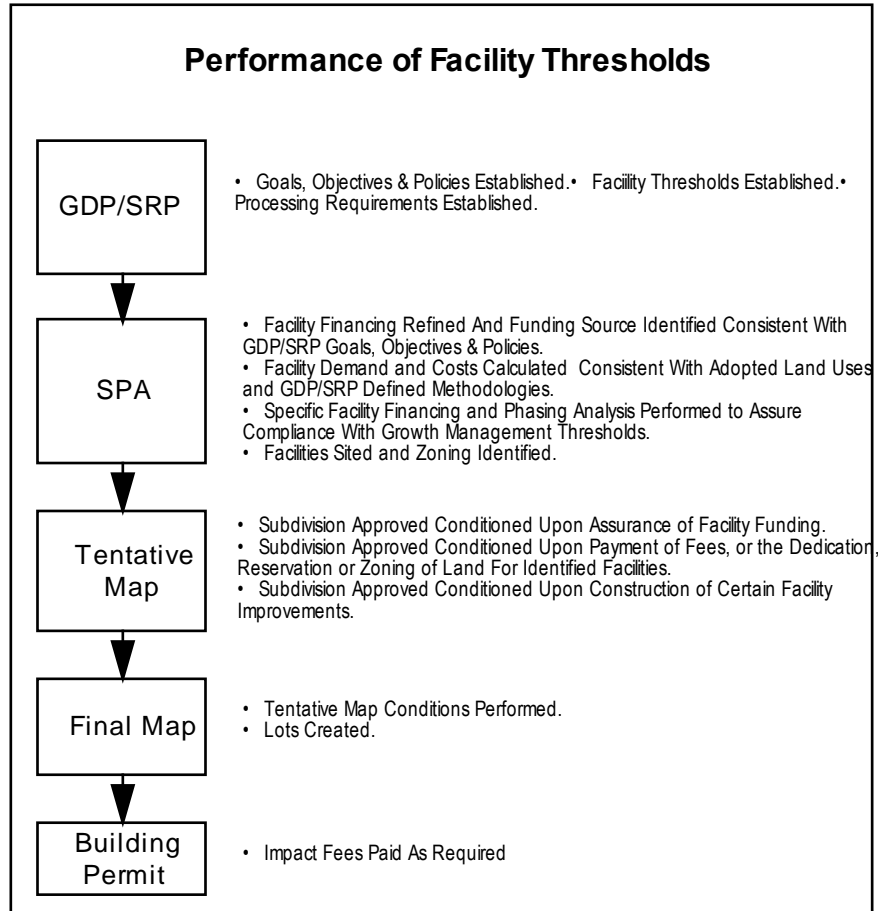 Performance of Facility Thresholds
GDP/SRP
• Goals, Objectives & Policies Established.• Faciility Thresholds Established.•
Processing Requirements Established.
SPA
• Facility Financing Refined And Funding Source Identified Consistent With
GDP/SRP Goals, Objectives & Policies.
• Facility Demand and Costs Calculated Consistent With Adopted Land Uses
and GDP/SRP Defined Methodologies.
• Specific Facility Financing and Phasing Analysis Performed to Assure
Compliance With Growth Management Thresholds.
• Facilities Sited and Zoning Identified.
Tentative
Map
• Subdivision Approved Conditioned Upon Assurance of Facility Funding.
• Subdivision Approved Conditioned Upon Payment of Fees, or the Dedication,
Reservation or Zoning of Land For Identified Facilities.
• Subdivision Approved Conditioned Upon Construction of Certain Facility
Improvements.
Final Map
• Tentative Map Conditions Performed.
• Lots Created.
Building
Permit
• Impact Fees Paid As Required